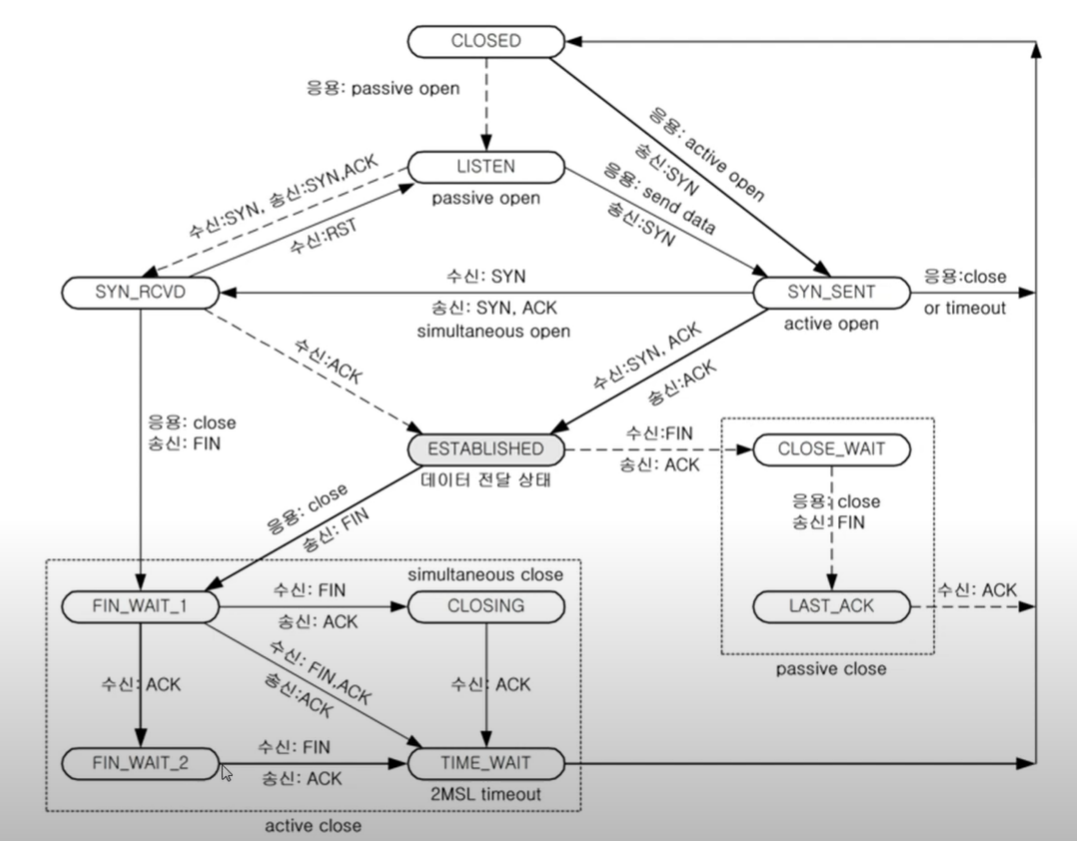 CLOSED
응용: passive open
응용: active open
송신:SYN
LISTEN
passive open
수신:SYN, 송신:SYN,ACK
수신:RST
응용: send data
송신:SYN
SYN_RCVD
수신: SYN
송신: SYN, ACK
simultaneous open
SYN_SENT
active open
응용:close
or timeout
수신:ACK
수신:SYN, ACK
송신:ACK
응용: close
송신: FIN
ESTABLISHED
데이터 전달 상태
수신:FIN
송신: ACK
CLOSE_WAIT
응용: close
송신: FIN
응용: close
송신: FIN
simultaneous close
FIN_WAIT_1
수신: FIN
송신: ACK
CLOSING
LAST_ACK
수신: ACK
passive close
수신: ACK
수신: FIN,ACK
송신:ACK
수신: ACK
FIN_WAIT_2
수신: FIN
송신: ACK
TIME_WAIT
2MSL timeout
active close